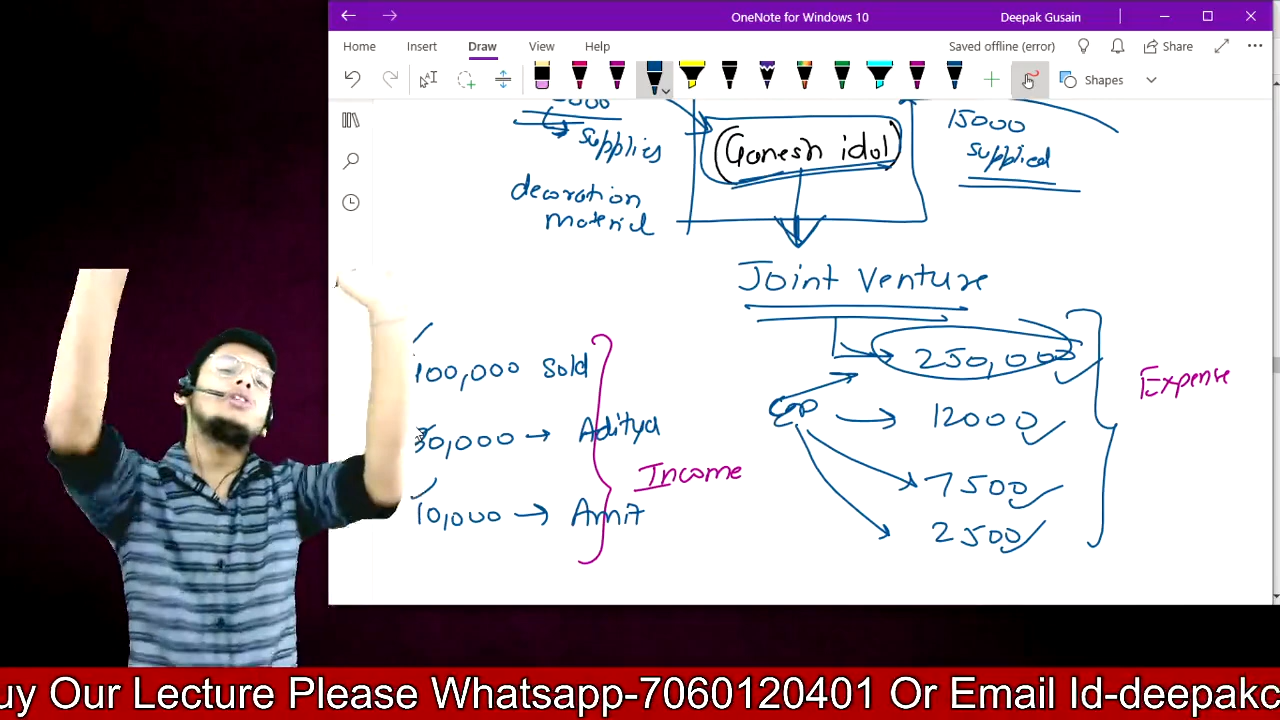 OneNote for Windows 10
Deepak Gusain
Home Insert Draw View Help
Saved offline (error)
Share
Shapes
supplies
decoration
material
Ganesh idol
15000
supplied
Joint Venture
100,000 sold
30,000 → Aditya
10,000 → Amit
Income
250,000
12000
7500
2500
Expense
uy Our Lecture Please Whatsapp-7060120401 Or Email Id-deepakc